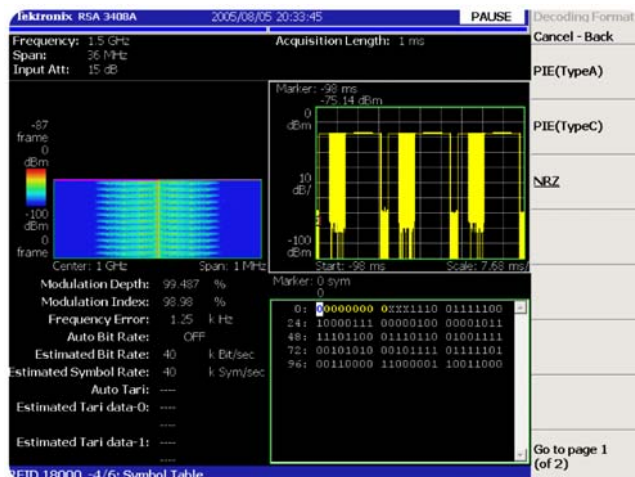 Tektronix RSA 3408A 2005/08/05 20:33:45 PAUSE
Frequency: 1.5 GHz Acquisition Length: 1 ms
Span: 36 MHz
Input Att: 15 dB
Marker: -98 ms
-75.14 dBm
0
dBm
10
dB/
-100
dBm
Start: -98 ms Scale: 7.68 ms/
-87
frame
0
dBm
-100
dBm
0
frame
Center: 1 GHz Span: 1 MHz
Modulation Depth: 99.487 %
Modulation Index: 98.98 %
Frequency Error: 1.25 k Hz
Auto Bit Rate: OFF
Estimated Bit Rate: 40 k Bit/sec
Estimated Symbol Rate: 40 k Sym/sec
Auto Tari: ----
Estimated Tari data-0: ----
----
Estimated Tari data-1: ----
----
Marker: 0 sym
0
0: 00000000 0XXX1110 01111100
24: 10000111 00000100 00001011
48: 11101100 01110110 01001111
72: 00101010 00101111 01111101
96: 00110000 11000001 10011000
RFID 18000 -4/6: Symbol Table
Decoding Format
Cancel - Back
PIE(TypeA)
PIE(TypeC)
NRZ
Go to page 1
(of 2)